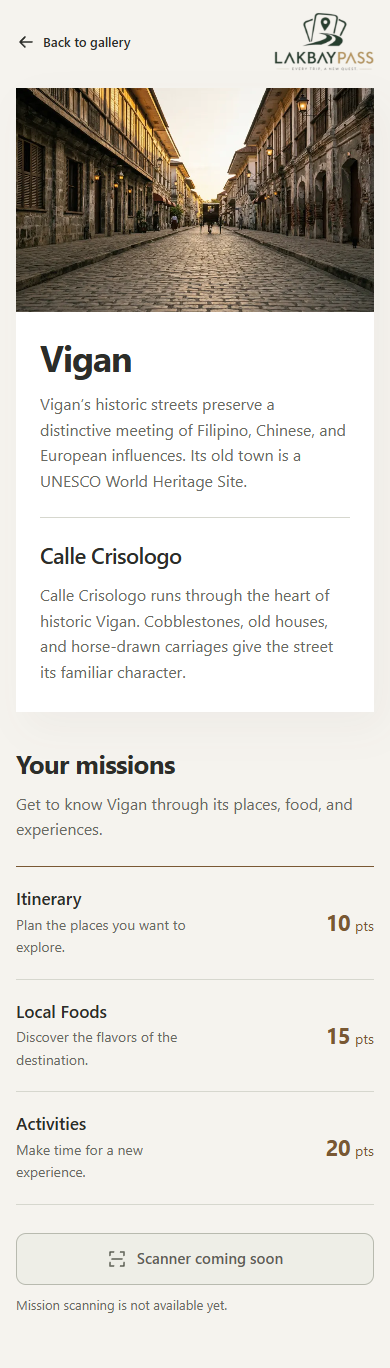 Back to gallery
LAKBAYPASS
EVERY TRIP, A NEW QUEST
Vigan
Vigan's historic streets preserve a
distinctive meeting of Filipino, Chinese, and
European influences. Its old town is a
UNESCO World Heritage Site.
Calle Crisologo
Calle Crisologo runs through the heart of
historic Vigan. Cobblestones, old houses,
and horse-drawn carriages give the street
its familiar character.
Your missions
Get to know Vigan through its places, food, and
experiences.
Itinerary
Plan the places you want to
explore.
10 pts
Local Foods
Discover the flavors of the
destination.
15 pts
Activities
Make time for a new
experience.
20 pts
Scanner coming soon
Mission scanning is not available yet.